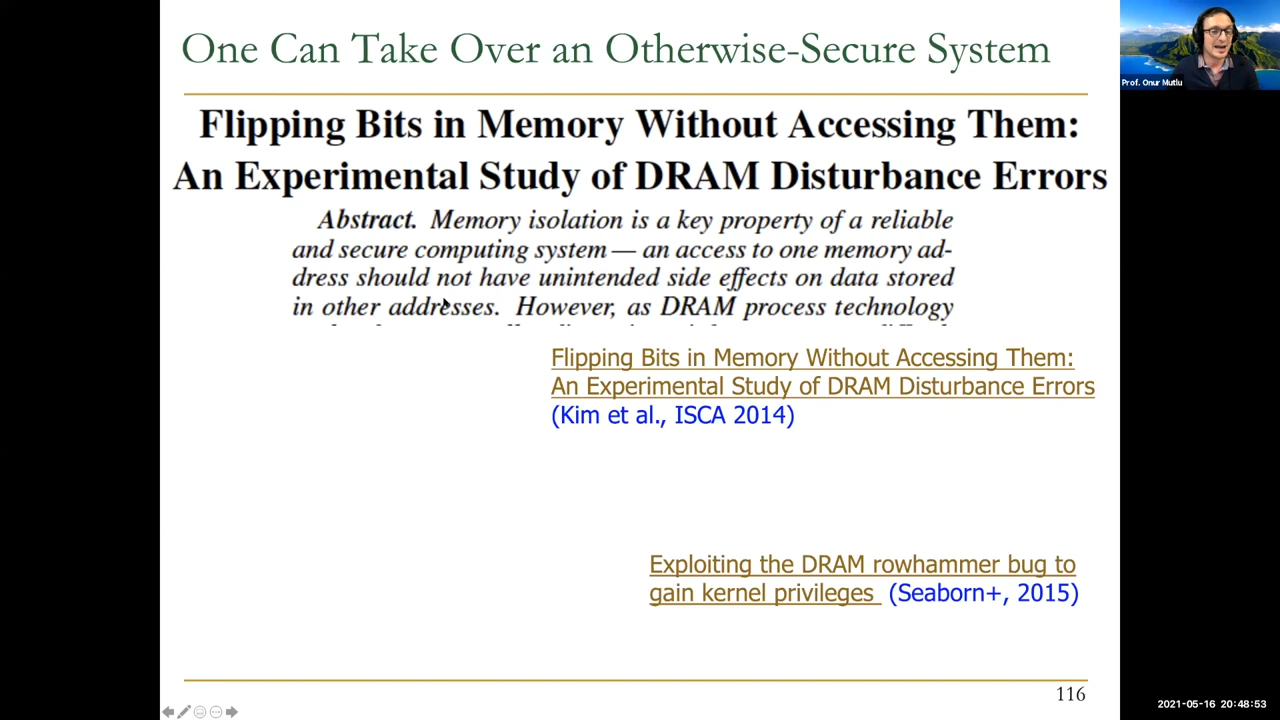 One Can Take Over an Otherwise-Secure System
Prof. Onur Mutlu
Flipping Bits in Memory Without Accessing Them:
An Experimental Study of DRAM Disturbance Errors
Abstract. Memory isolation is a key property of a reliable
and secure computing system — an access to one memory ad-
dress should not have unintended side effects on data stored
in other addresses. However, as DRAM process technology
Flipping Bits in Memory Without Accessing Them:
An Experimental Study of DRAM Disturbance Errors
(Kim et al., ISCA 2014)
Exploiting the DRAM rowhammer bug to
gain kernel privileges (Seaborn+, 2015)
116
2021-05-16 20:48:53